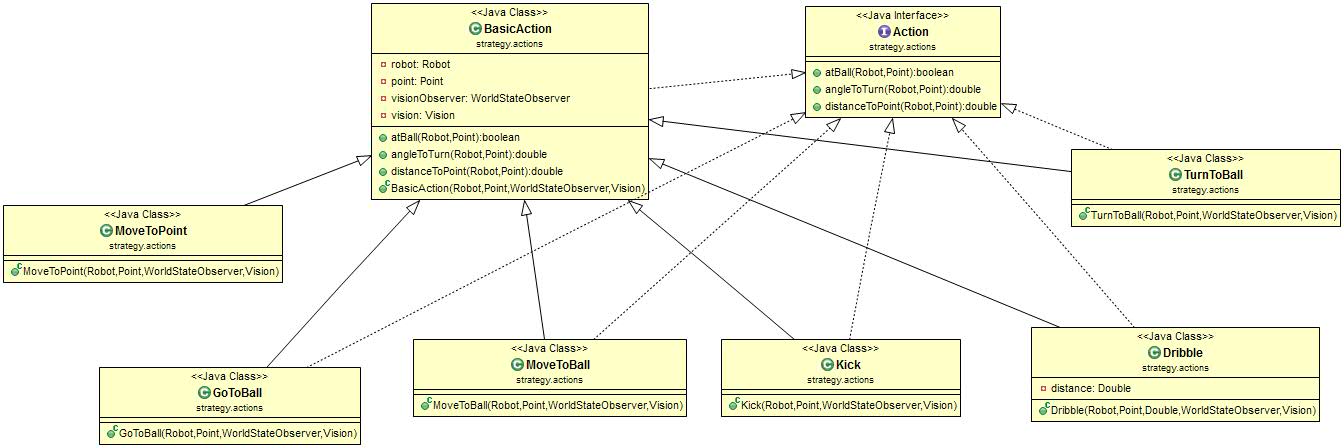 <<Java Class>>
BasicAction
strategy.actions
robot: Robot
point: Point
visionObserver: WorldStateObserver
vision: Vision
atBall(Robot,Point):boolean
angleToTurn(Robot,Point):double
distanceToPoint(Robot,Point):double
BasicAction(Robot,Point,WorldStateObserver,Vision)
<<Java Interface>>
Action
strategy.actions
atBall(Robot,Point):boolean
angleToTurn(Robot,Point):double
distanceToPoint(Robot,Point):double
<<Java Class>>
TurnToBall
strategy.actions
TurnToBall(Robot,Point,WorldStateObserver,Vision)
<<Java Class>>
MoveToPoint
strategy.actions
MoveToPoint(Robot,Point,WorldStateObserver,Vision)
<<Java Class>>
GoToBall
strategy.actions
GoToBall(Robot,Point,WorldStateObserver,Vision)
<<Java Class>>
MoveToBall
strategy.actions
MoveToBall(Robot,Point,WorldStateObserver,Vision)
<<Java Class>>
Kick
strategy.actions
Kick(Robot,Point,WorldStateObserver,Vision)
<<Java Class>>
Dribble
strategy.actions
distance: Double
Dribble(Robot,Point,Double,WorldStateObserver,Vision)